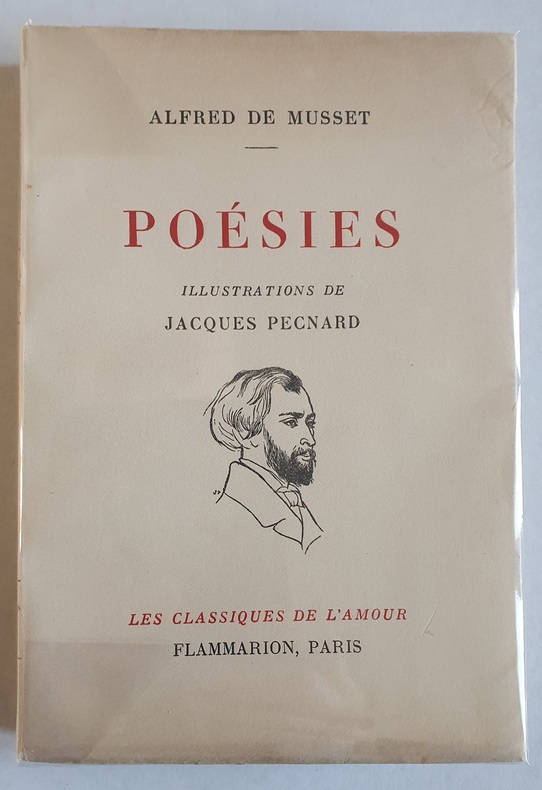 ALFRED DE MUSSET
POÉSIES
ILLUSTRATIONS DE
JACQUES PECNARD
LES CLASSIQUES DE L'AMOUR
FLAMMARION, PARIS